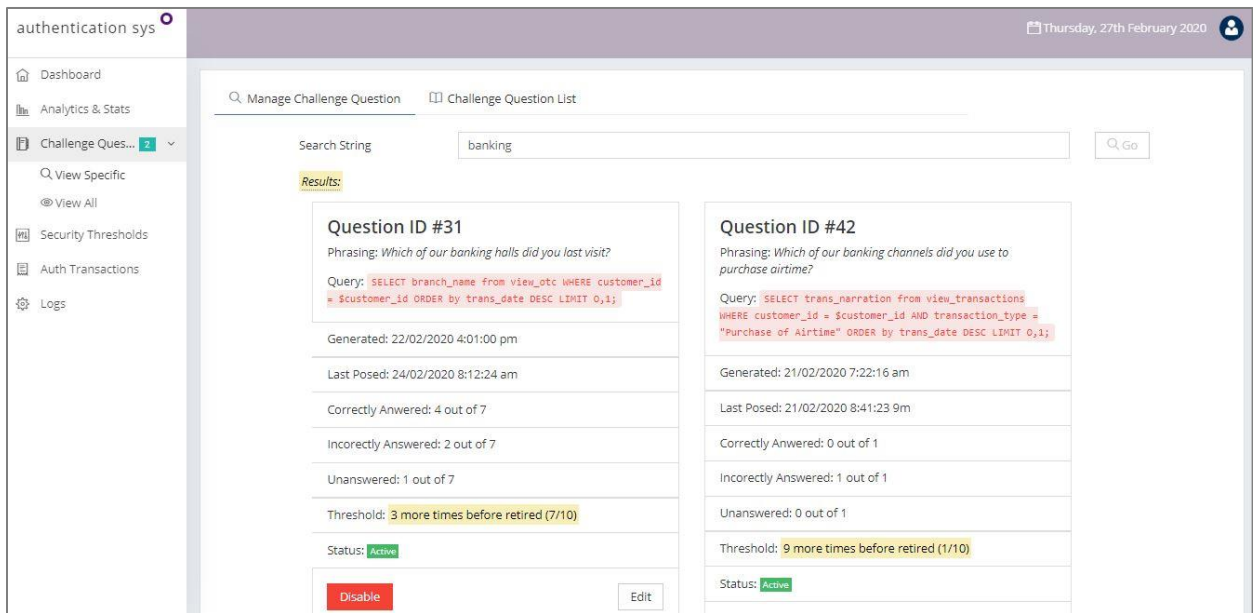 authentication sys
Thursday, 27th February 2020
Dashboard
Analytics & Stats
Challenge Ques... 2
View Specific
View All
Security Thresholds
Auth Transactions
Logs
Manage Challenge Question
Challenge Question List
Search String
banking
Go
Results:
Question ID #31
Phrasing: Which of our banking halls did you last visit?
Query: SELECT branch_name from view_otc WHERE customer_id
= $customer_id ORDER by trans_date DESC LIMIT 0,1;
Generated: 22/02/2020 4:01:00 pm
Last Posed: 24/02/2020 8:12:24 am
Correctly Anwered: 4 out of 7
Incorectly Answered: 2 out of 7
Unanswered: 1 out of 7
Threshold: 3 more times before retired (7/10)
Status: Active
Disable
Edit
Question ID #42
Phrasing: Which of our banking channels did you use to
purchase airtime?
Query: SELECT trans_narration from view_transactions
WHERE customer_id = $customer_id AND transaction_type =
"Purchase of Airtime" ORDER by trans_date DESC LIMIT 0,1;
Generated: 21/02/2020 7:22:16 am
Last Posed: 21/02/2020 8:41:23 9m
Correctly Anwered: 0 out of 1
Incorectly Answered: 1 out of 1
Unanswered: 0 out of 1
Threshold: 9 more times before retired (1/10)
Status: Active